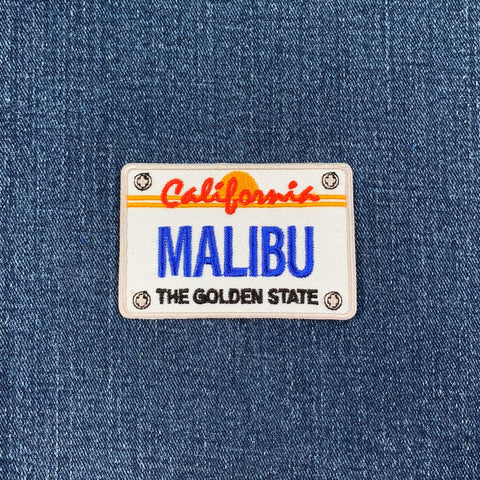 California
MALIBU
THE GOLDEN STATE